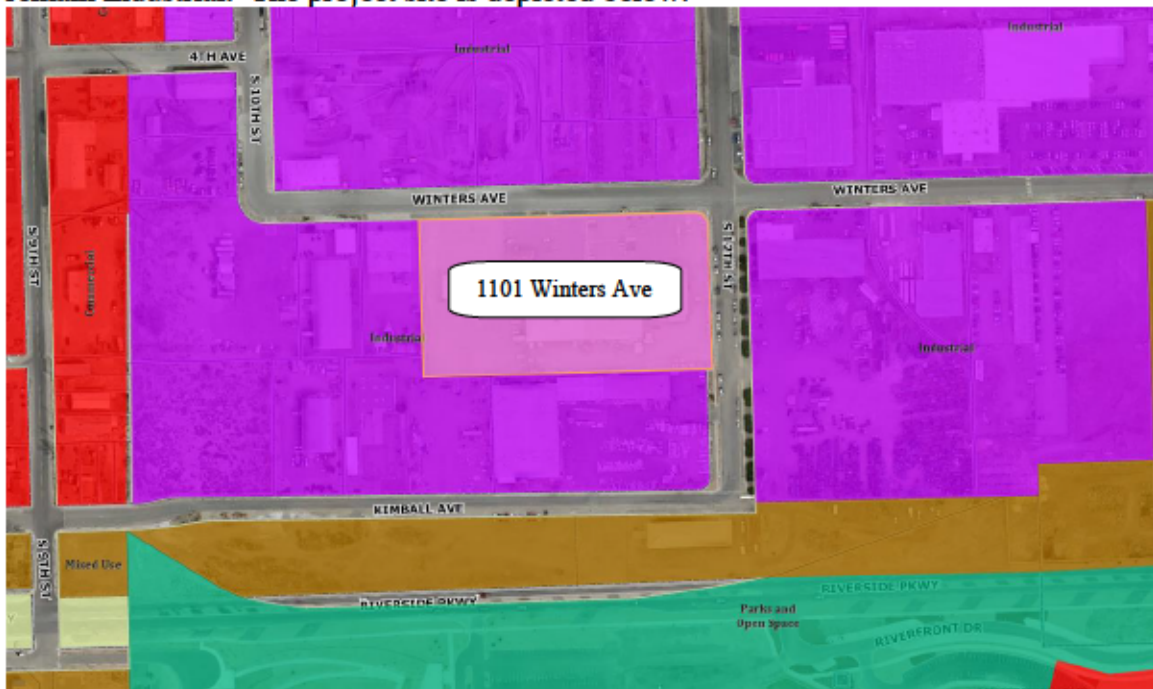 Industrial
Industrial
4TH AVE
S 10TH ST
WINTERS AVE
WINTERS AVE
S 9TH ST
Commercial
S 12TH ST
1101 Winters Ave
Industrial
Industrial
KIMBALL AVE
S 9TH ST
Mixed Use
RIVERSIDE PKWY
RIVERSIDE PKWY
Parks and
Open Space
RIVERFRONT DR